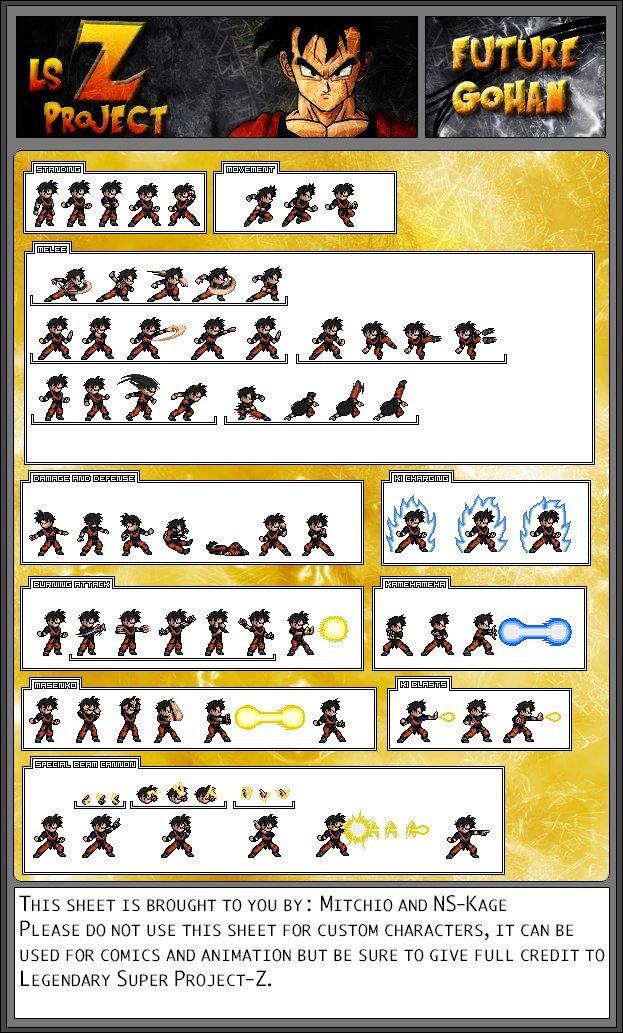 LS Z
PROJECT
FUTURE
GOHAN
STANDING
MOVEMENT
MELEE
DAMAGE AND DEFENSE
KI CHARGING
BURNING ATTACK
KAMEHAMEHA
MASENKO
KI BLASTS
SPECIAL BEAM CANNON
THIS SHEET IS BROUGHT TO YOU BY: MITCHIO AND NS-KAGE
PLEASE DO NOT USE THIS SHEET FOR CUSTOM CHARACTERS, IT CAN BE
USED FOR COMICS AND ANIMATION BUT BE SURE TO GIVE FULL CREDIT TO
LEGENDARY SUPER PROJECT-Z.